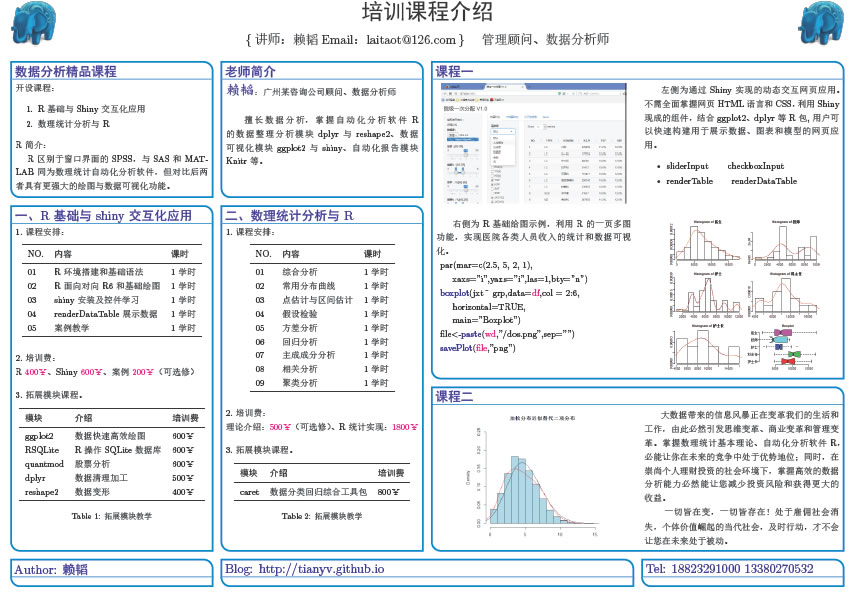 培训课程介绍
{ 讲师：赖韬 Email：laitaot@126.com } 管理顾问、数据分析师
数据分析精品课程
开设课程：
1. R 基础与 Shiny 交互化应用
2. 数理统计分析与 R
R 简介：
R 区别于窗口界面的 SPSS，与 SAS 和 MAT-
LAB 同为数理统计自动化分析软件。但对比后两
者具有更强大的绘图与数据可视化功能。
老师简介
赖韬：广州某咨询公司顾问、数据分析师
擅长数据分析，掌握自动化分析软件 R
的数据整理分析模块 dplyr 与 reshape2、数据
可视化模块 ggplot2 与 shiny、自动化报告模块
Knitr 等。
一、R 基础与 shiny 交互化应用
1. 课程安排：
NO. 内容 课时
01 R 环境搭建和基础语法 1 学时
02 R 面向对向 R6 和基础绘图 1 学时
03 shiny 安装及控件学习 1 学时
04 renderDataTable 展示数据 1 学时
05 案例教学 1 学时
2. 培训费：
R 400￥、Shiny 600￥、案例 200￥（可选修）
3. 拓展模块课程。
模块 介绍 培训费
ggplot2 数据快速高效绘图 900￥
RSQLite R 操作 SQLite 数据库 900￥
quantmod 股票分析 900￥
dplyr 数据清理加工 500￥
reshape2 数据变形 400￥
Table 1: 拓展模块教学
二、数理统计分析与 R
1. 课程安排：
NO. 内容 课时
01 综合分析 1 学时
02 常用分布曲线 1 学时
03 点估计与区间估计 1 学时
04 假设检验 1 学时
05 方差分析 1 学时
06 回归分析 1 学时
07 主成成分分析 1 学时
08 相关分析 1 学时
09 聚类分析 1 学时
2. 培训费：
理论介绍：500￥（可选修）、R 统计实现：1800￥
3. 拓展模块课程。
模块 介绍 培训费
caret 数据分类回归综合工具包 800￥
Table 2: 拓展模块教学
课程一
绩级一次分配 V1.0
左侧为通过 Shiny 实现的动态交互网页应用。
不需全面掌握网页 HTML 语言和 CSS，利用 Shiny
现成的组件，结合 ggplot2、dplyr 等 R 包，用户可
以快速构建用于展示数据、图表和模型的网页应
用。
• sliderInput checkboxInput
• renderTable renderDataTable
右侧为 R 基础绘图示例，利用 R 的一页多图
功能，实现医院各类人员收入的统计和数据可视
化。
par(mar=c(2.5, 5, 2, 1),
xaxs="i",yaxs="i",las=1,bty="n")
boxplot(jxt~ grp,data=df,col = 2:6,
horizontal=TRUE,
main="Boxplot")
file<-paste(wd,"/dos.png",sep="")
savePlot(file,"png")
课程二
Density
0 5 10 15
大数据带来的信息风暴正在变革我们的生活和
工作，由此必然引发思维变革、商业变革和管理变
革。掌握数理统计基本理论、自动化分析软件 R，
必能让你在未来的竞争中处于优势地位；同时，在
崇尚个人理财投资的社会环境下，掌握高效的数据
分析能力必然能让您减少投资风险和获得更大的
收益。
一切皆在变，一切皆存在！处于雇佣社会消
失，个体价值崛起的当代社会，及时行动，才不会
让您在未来处于被动。
Author: 赖韬
Blog: http://tianyv.github.io
Tel: 18823291000 13380270532